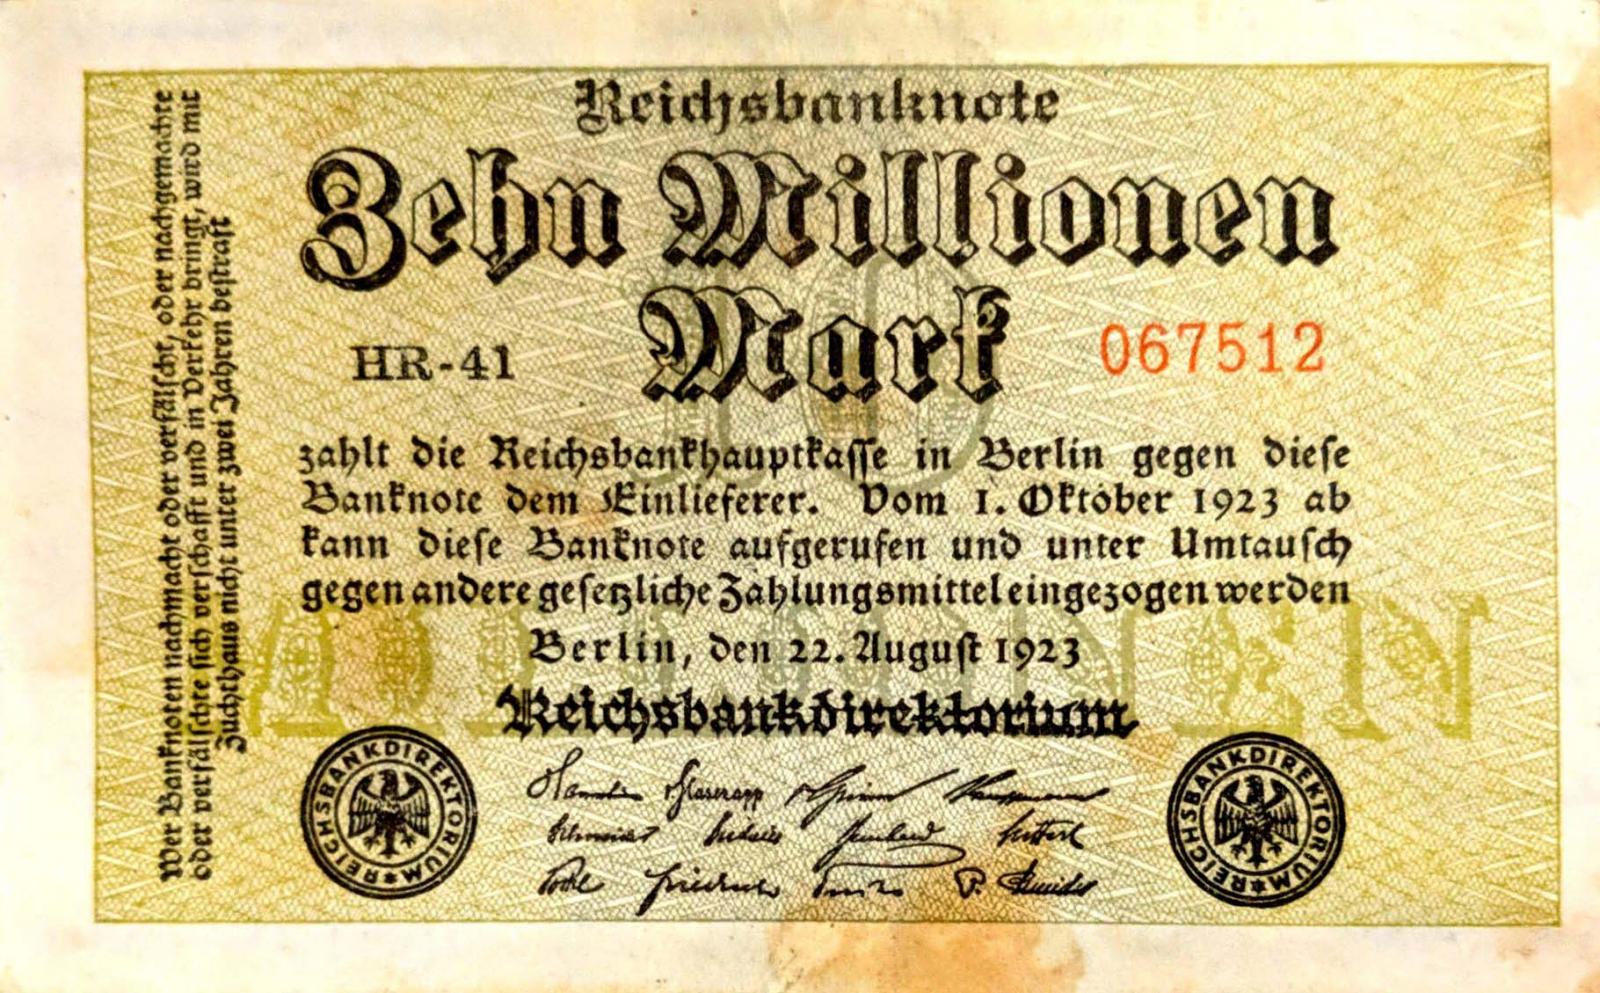 Reichsbanknote
Zehn Millionen
Mark
HR-41
067512
zahlt die Reichsbankhauptkasse in Berlin gegen diese
Banknote dem Einlieferer. Vom 1. Oktober 1923 ab
kann diese Banknote aufgerufen und unter Umtausch
gegen andere gesetzliche Zahlungsmittel eingezogen werden
Berlin, den 22. August 1923
Reichsbankdirektorium
Wer Banknoten nachmacht oder verfälscht, oder nachgemachte
oder verfälschte sich verschafft und in Verkehr bringt, wird mit
Zuchthaus nicht unter zwei Jahren bestraft
10
MILLIONEN
REICHSBANKDIREKTORIUM
REICHSBANKDIREKTORIUM